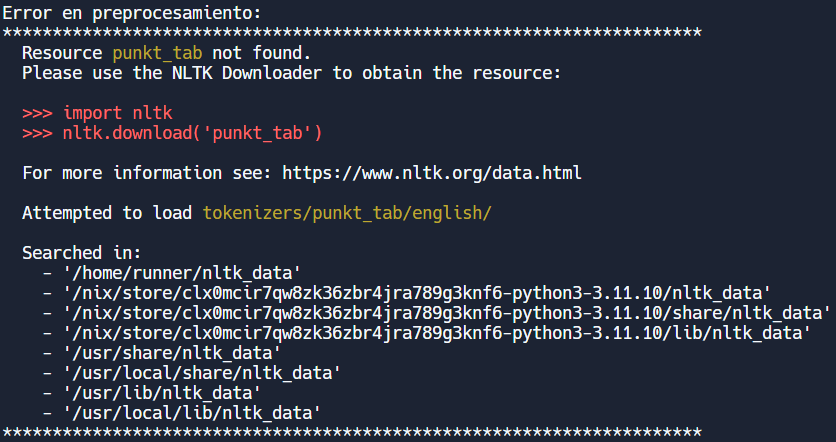 Error en preprocesamiento:
**********************************************************************
Resource punkt_tab not found.
Please use the NLTK Downloader to obtain the resource:
>>> import nltk
>>> nltk.download('punkt_tab')
For more information see: https://www.nltk.org/data.html
Attempted to load tokenizers/punkt_tab/english/
Searched in:
- '/home/runner/nltk_data'
- '/nix/store/clx0mcir7qw8zk36zbr4jra789g3knf6-python3-3.11.10/nltk_data'
- '/nix/store/clx0mcir7qw8zk36zbr4jra789g3knf6-python3-3.11.10/share/nltk_data'
- '/nix/store/clx0mcir7qw8zk36zbr4jra789g3knf6-python3-3.11.10/lib/nltk_data'
- '/usr/share/nltk_data'
- '/usr/local/share/nltk_data'
- '/usr/lib/nltk_data'
- '/usr/local/lib/nltk_data'
**********************************************************************